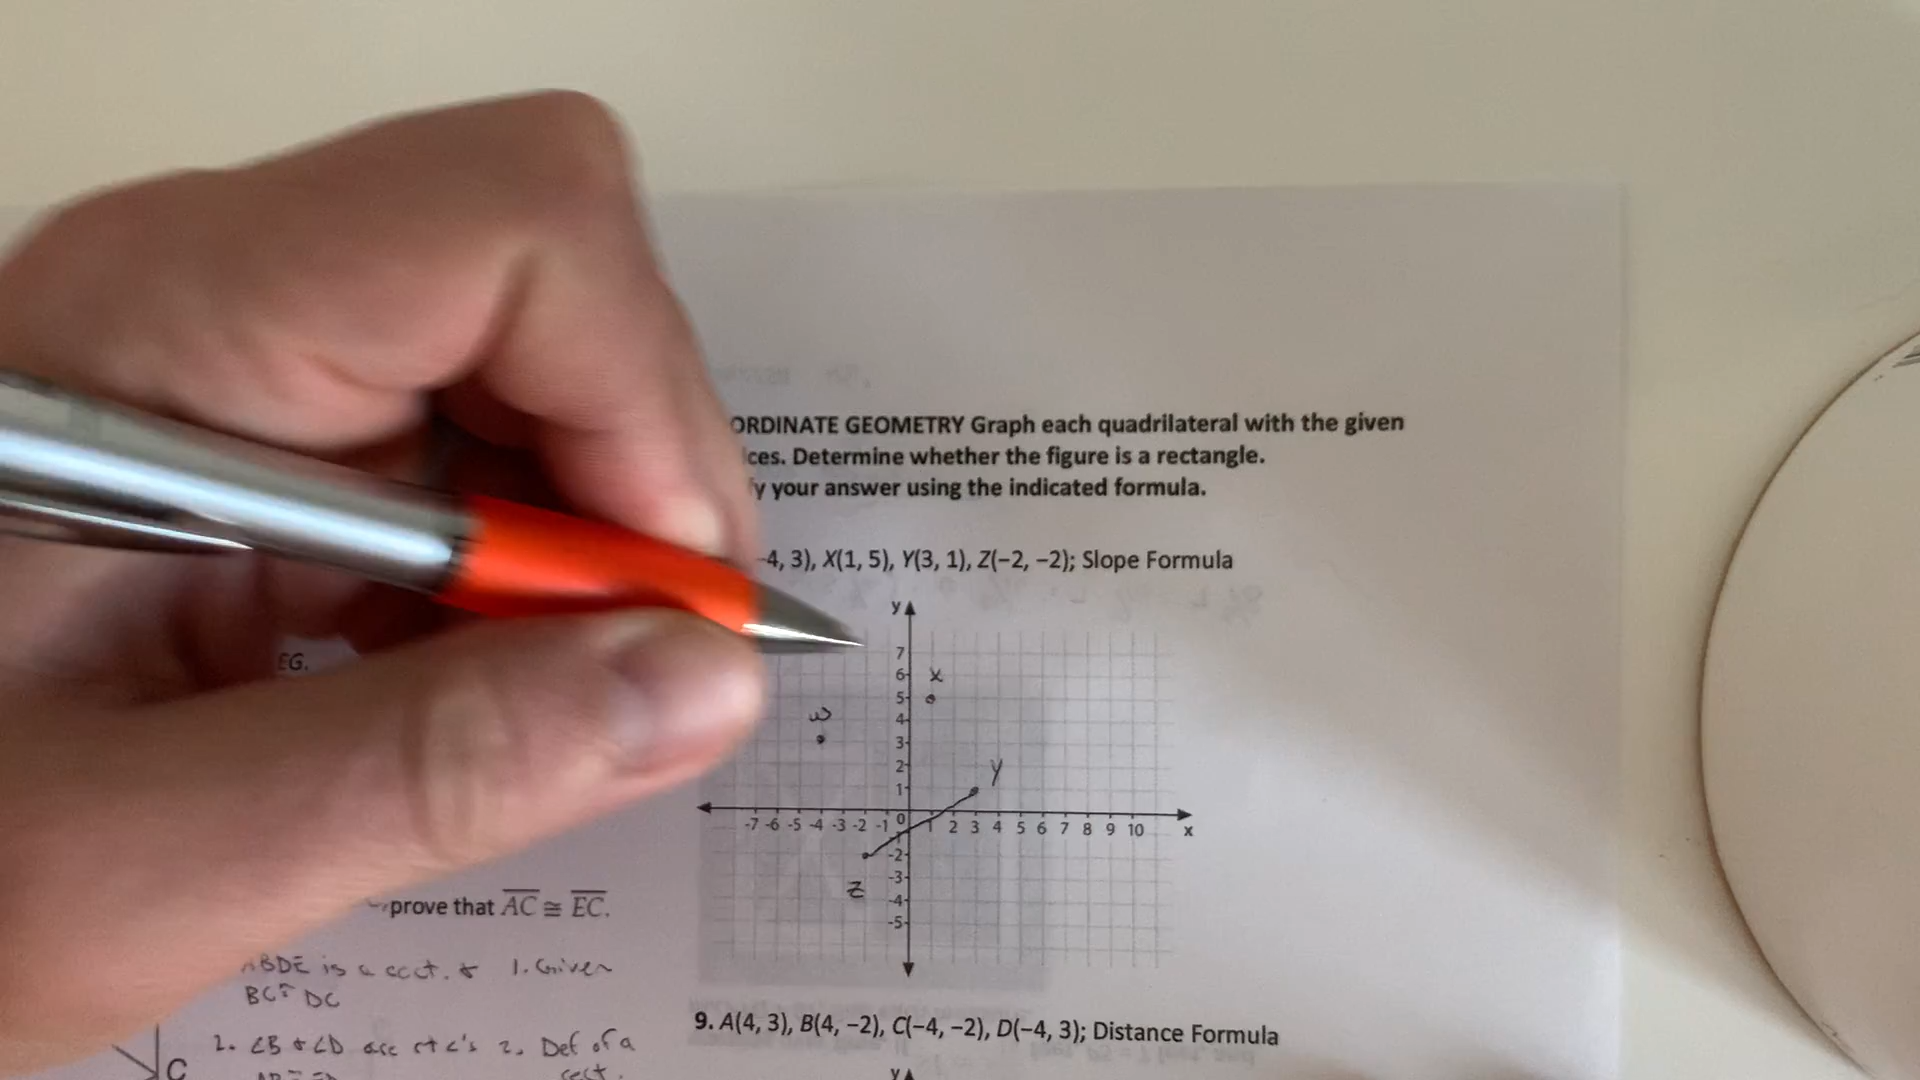 ORDINATE GEOMETRY Graph each quadrilateral with the given
ces. Determine whether the figure is a rectangle.
y your answer using the indicated formula.
-4, 3), X(1, 5), Y(3, 1), Z(−2, −2); Slope Formula
y
7
6
5
4
3
2
1
0
-7 -6 -5 -4 -3 -2 -1
1 2 3 4 5 6 7 8 9 10
x
-2
-3
-4
-5
X
W
Y
Z
9. A(4, 3), B(4, −2), C(−4, −2), D(−4, 3); Distance Formula
y
EG.
prove that AC ≅ EC.
ABDE is a rect. & 1. Given
BC ≅ DC
2. ∠B & ∠D are rt ∠'s 2. Def of a
rect.
C